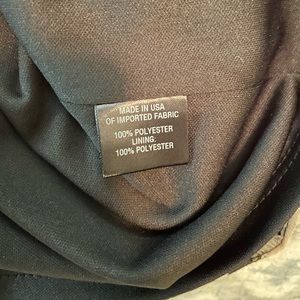 MADE IN USA
OF IMPORTED FABRIC
100% POLYESTER
LINING:
100% POLYESTER